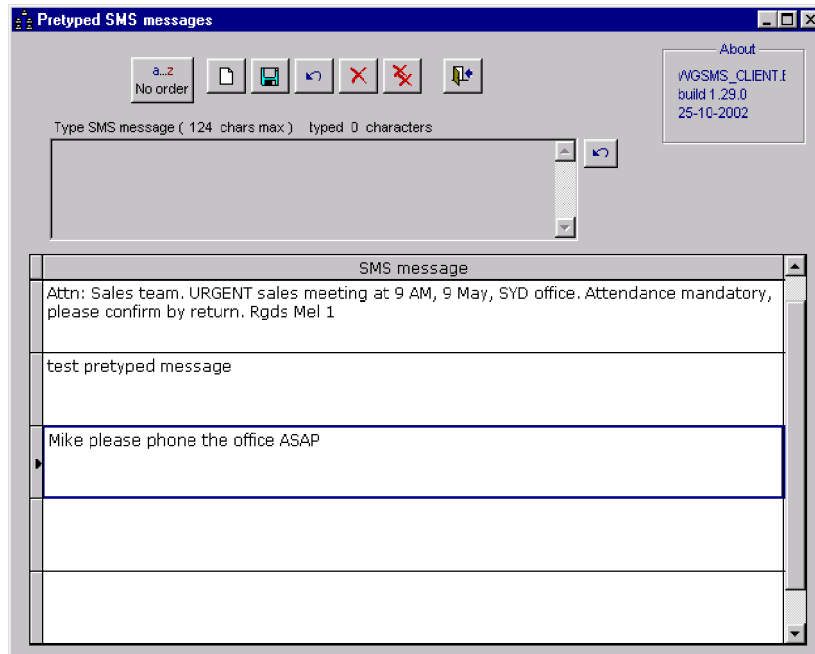 Pretyped SMS messages
About
a...z
No order
WGSMS_CLIENT.E
build 1.29.0
25-10-2002
Type SMS message ( 124 chars max ) typed 0 characters
SMS message
Attn: Sales team. URGENT sales meeting at 9 AM, 9 May, SYD office. Attendance mandatory,
please confirm by return. Rgds Mel 1
test pretyped message
Mike please phone the office ASAP